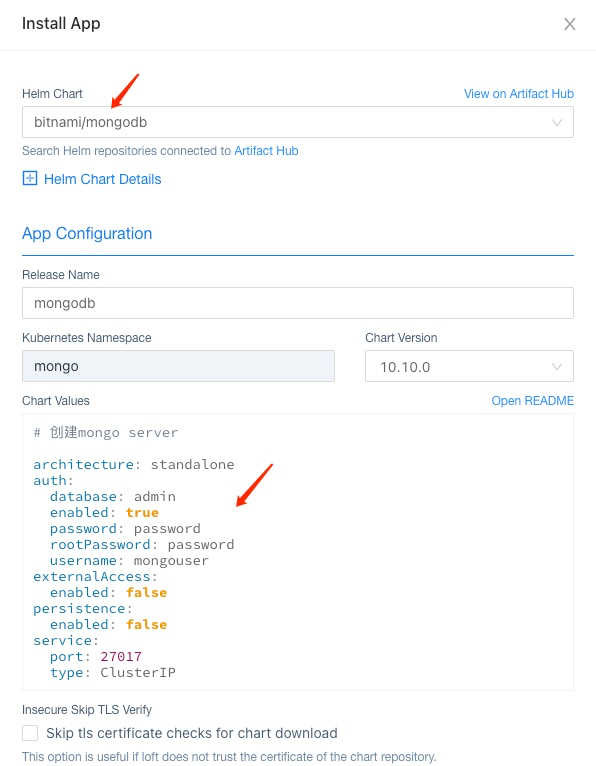 Install App
Helm Chart
View on Artifact Hub
bitnami/mongodb
Search Helm repositories connected to Artifact Hub
Helm Chart Details
App Configuration
Release Name
mongodb
Kubernetes Namespace
Chart Version
mongo
10.10.0
Chart Values
Open README
# 创建mongo server
architecture: standalone
auth:
  database: admin
  enabled: true
  password: password
  rootPassword: password
  username: mongouser
externalAccess:
  enabled: false
persistence:
  enabled: false
service:
  port: 27017
  type: ClusterIP
Insecure Skip TLS Verify
Skip tls certificate checks for chart download
This option is useful if loft does not trust the certificate of the chart repository.